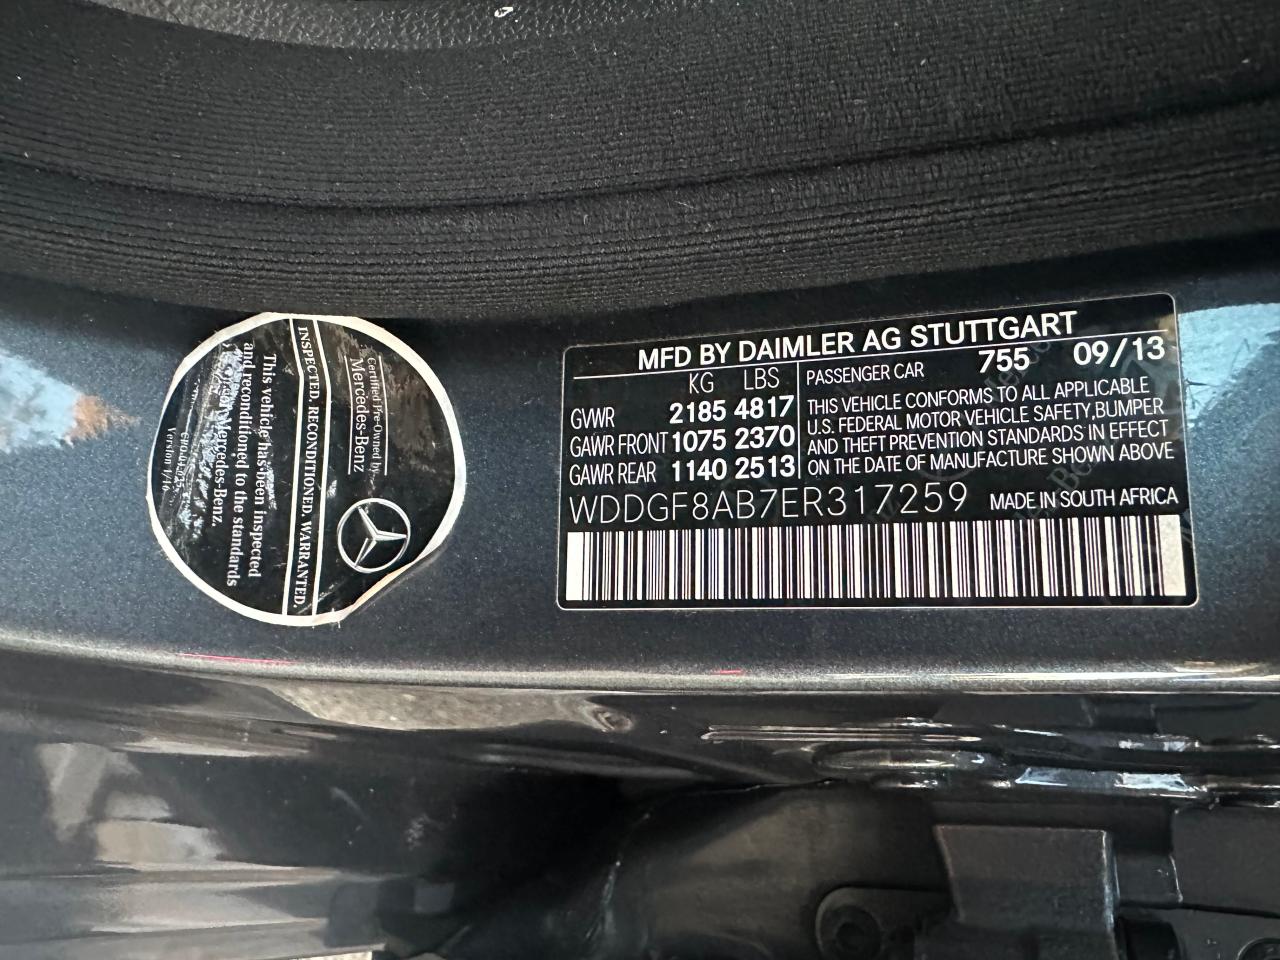 Certified Pre-Owned by
Mercedes-Benz
INSPECTED. RECONDITIONED. WARRANTED.
This vehicle has been inspected
and reconditioned to the standards
Mercedes-Benz.
Version 1/16
MFD BY DAIMLER AG STUTTGART
KG LBS
GVWR 2185 4817
GAWR FRONT 1075 2370
GAWR REAR 1140 2513
PASSENGER CAR 755 09/13
THIS VEHICLE CONFORMS TO ALL APPLICABLE
U.S. FEDERAL MOTOR VEHICLE SAFETY,BUMPER
AND THEFT PREVENTION STANDARDS IN EFFECT
ON THE DATE OF MANUFACTURE SHOWN ABOVE
WDDGF8AB7ER317259 MADE IN SOUTH AFRICA